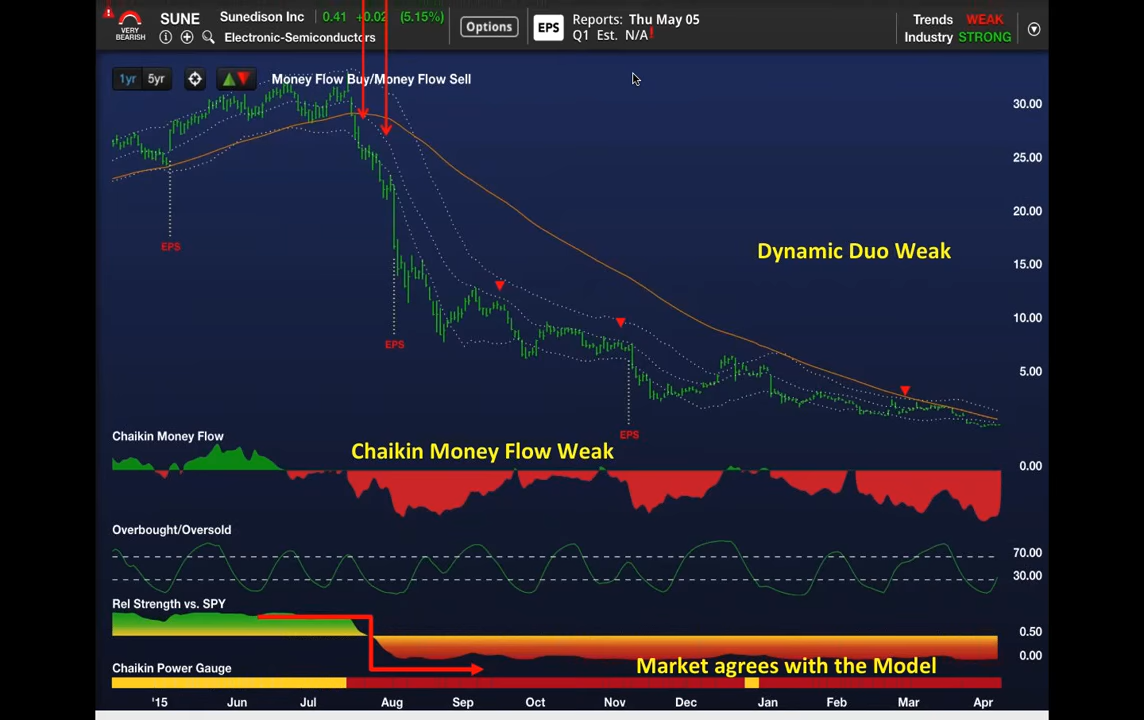 SUNE Sunedison Inc 0.41 +0.02 (5.15%)
VERY BEARISH
Electronic-Semiconductors
Options
EPS
Reports: Thu May 05
Q1 Est. N/A!
Trends WEAK
Industry STRONG
1yr 5yr
Money Flow Buy/Money Flow Sell
30.00
25.00
20.00
15.00
10.00
5.00
EPS
EPS
EPS
Dynamic Duo Weak
Chaikin Money Flow
Chaikin Money Flow Weak
0.00
Overbought/Oversold
70.00
30.00
Rel Strength vs. SPY
0.50
0.00
Chaikin Power Gauge
Market agrees with the Model
'15 Jun Jul Aug Sep Oct Nov Dec Jan Feb Mar Apr